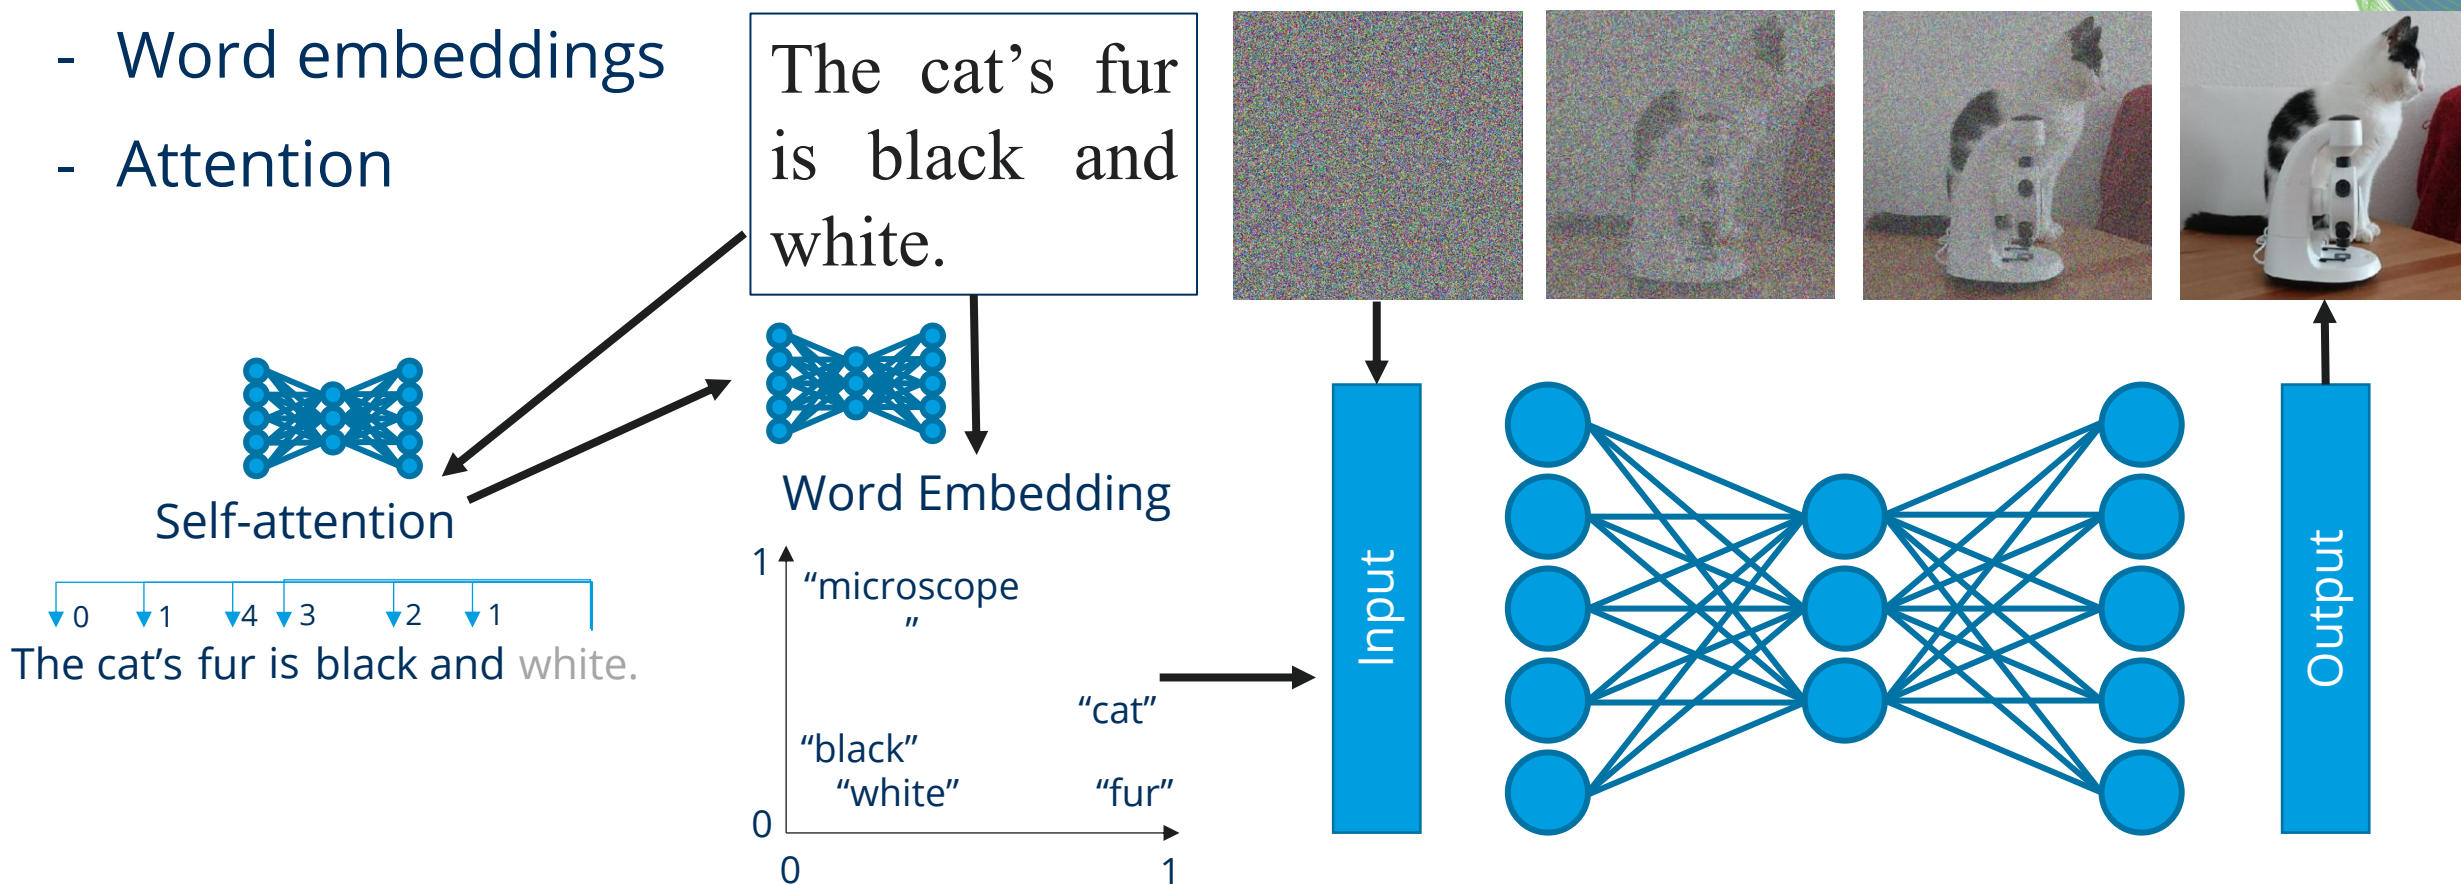 - Word embeddings
- Attention
The cat’s fur
is black and
white.
Self-attention
0 1 4 3 2 1
The cat’s fur is black and white.
Word Embedding
1
“microscope
”
“cat”
“black”
“white” “fur”
0
0 1
Input
Output